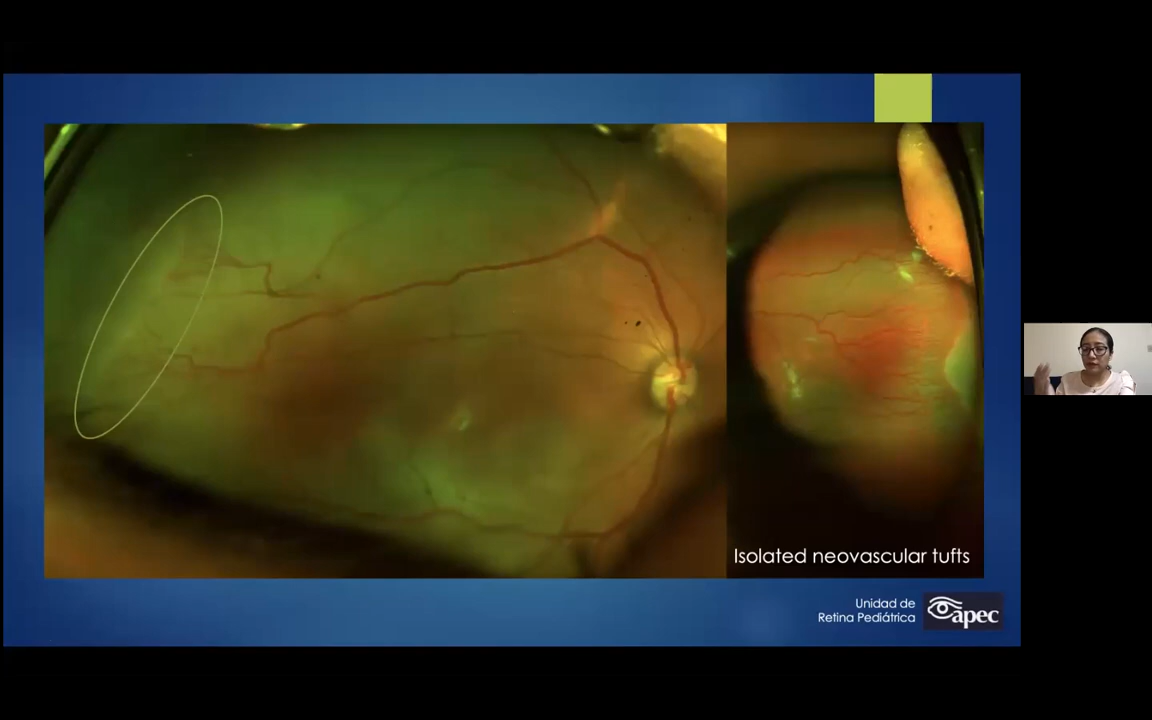 Isolated neovascular tufts
Unidad de
Retina Pediátrica
apec